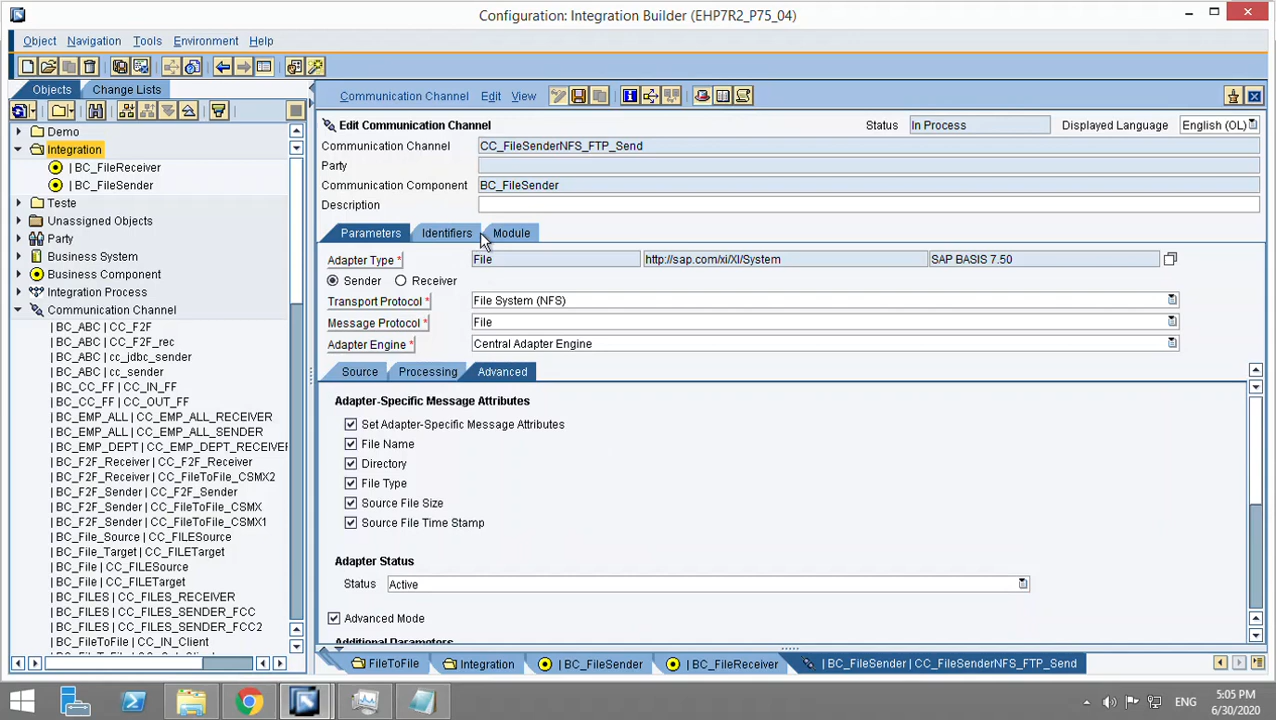 Configuration: Integration Builder (EHP7R2_P75_04)
Object Navigation Tools Environment Help
Objects Change Lists
Demo
Integration
| BC_FileReceiver
| BC_FileSender
Teste
Unassigned Objects
Party
Business System
Business Component
Integration Process
Communication Channel
| BC_ABC | CC_F2F
| BC_ABC | CC_F2F_rec
| BC_ABC | cc_jdbc_sender
| BC_ABC | cc_sender
| BC_CC_FF | CC_IN_FF
| BC_CC_FF | CC_OUT_FF
| BC_EMP_ALL | CC_EMP_ALL_RECEIVER
| BC_EMP_ALL | CC_EMP_ALL_SENDER
| BC_EMP_DEPT | CC_EMP_DEPT_RECEIVER
| BC_F2F_Receiver | CC_F2F_Receiver
| BC_F2F_Receiver | CC_FileToFile_CSMX2
| BC_F2F_Sender | CC_F2F_Sender
| BC_F2F_Sender | CC_FileToFile_CSMX
| BC_F2F_Sender | CC_FileToFile_CSMX1
| BC_File_Source | CC_FILESource
| BC_File_Target | CC_FILETarget
| BC_File | CC_FILESource
| BC_File | CC_FILETarget
| BC_FILES | CC_FILES_RECEIVER
| BC_FILES | CC_FILES_SENDER_FCC
| BC_FILES | CC_FILES_SENDER_FCC2
| BC_FileToFile | CC_IN_Client
Communication Channel Edit View
Edit Communication Channel Status In Process Displayed Language English (OL)
Communication Channel CC_FileSenderNFS_FTP_Send
Party
Communication Component BC_FileSender
Description
Parameters Identifiers Module
Adapter Type * File http://sap.com/xi/XI/System SAP BASIS 7.50
Sender Receiver
Transport Protocol * File System (NFS)
Message Protocol * File
Adapter Engine * Central Adapter Engine
Source Processing Advanced
Adapter-Specific Message Attributes
Set Adapter-Specific Message Attributes
File Name
Directory
File Type
Source File Size
Source File Time Stamp
Adapter Status
Status Active
Advanced Mode
Additional Parameters
FileToFile Integration | BC_FileSender | BC_FileReceiver | BC_FileSender | CC_FileSenderNFS_FTP_Send
ENG
5:05 PM
6/30/2020